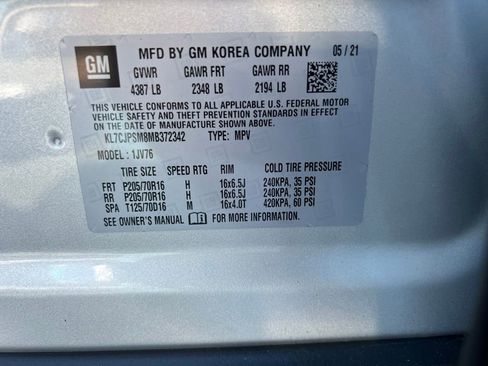 GM MFD BY GM KOREA COMPANY 05/21
GVWR GAWR FRT GAWR RR
4387 LB 2348 LB 2194 LB
THIS VEHICLE CONFORMS TO ALL APPLICABLE U.S. FEDERAL MOTOR
VEHICLE SAFETY AND THEFT PREVENTION STANDARDS IN EFFECT ON
THE DATE OF MANUFACTURE SHOWN ABOVE.
KL7CJPSM8MB372342 TYPE: MPV
MODEL: 1JV76
TIRE SIZE SPEED RTG RIM COLD TIRE PRESSURE
FRT P205/70R16 H 16x6.5J 240KPA, 35 PSI
RR P205/70R16 H 16x6.5J 240KPA, 35 PSI
SPA T125/70D16 M 16x4.0T 420KPA, 60 PSI
SEE OWNER'S MANUAL FOR MORE INFORMATION.